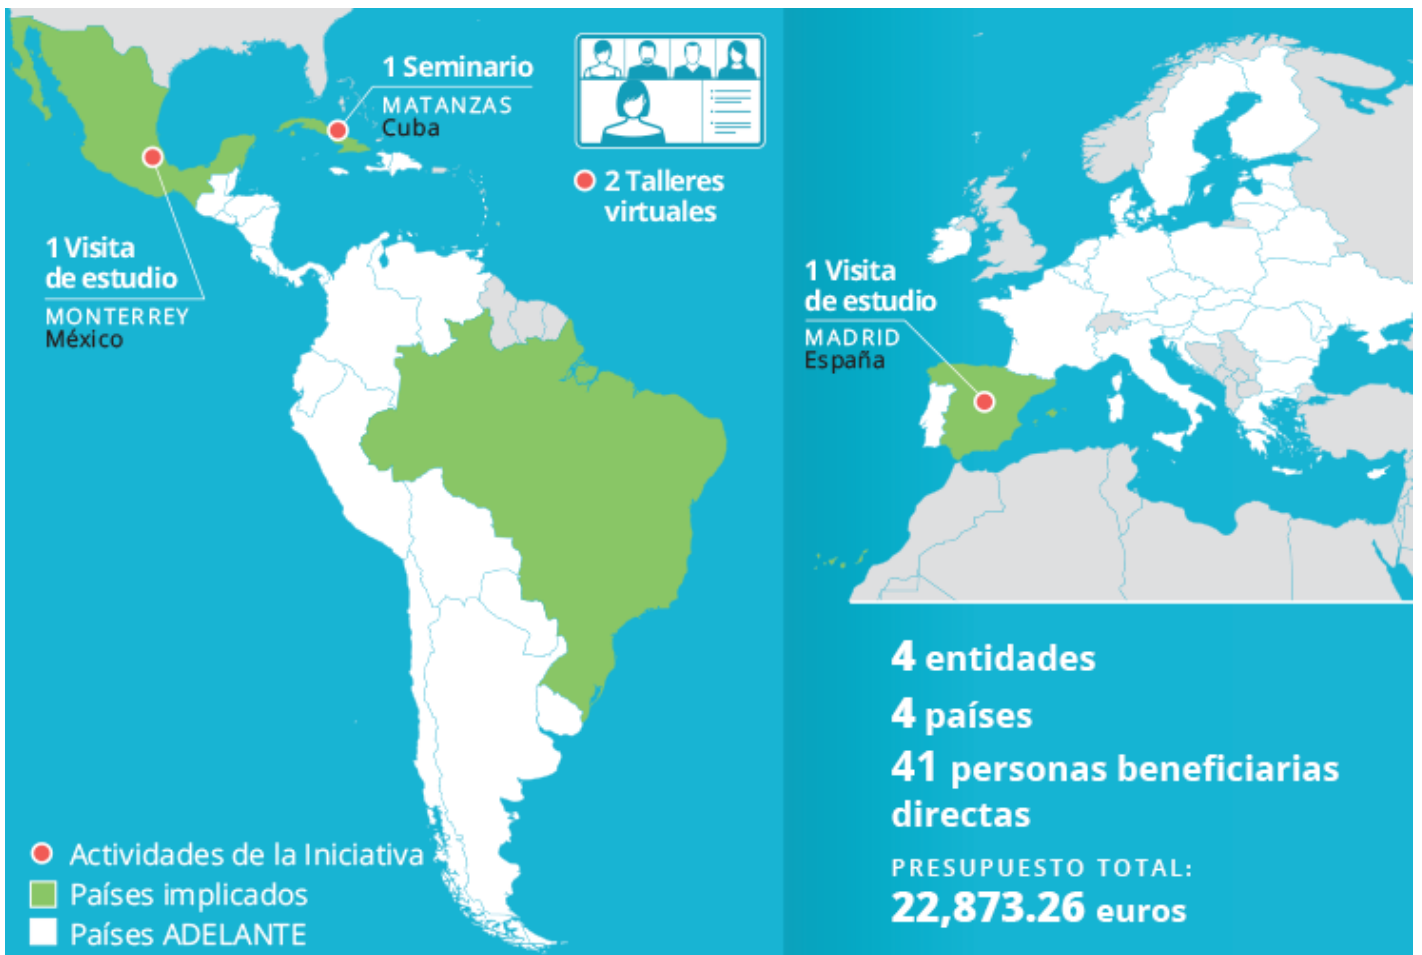 1 Seminario
MATANZAS
Cuba
2 Talleres
virtuales
1 Visita
de estudio
MONTERREY
México
1 Visita
de estudio
MADRID
España
4 entidades
4 países
41 personas beneficiarias
directas
PRESUPUESTO TOTAL:
22,873.26 euros
Actividades de la Iniciativa
Países implicados
Países ADELANTE